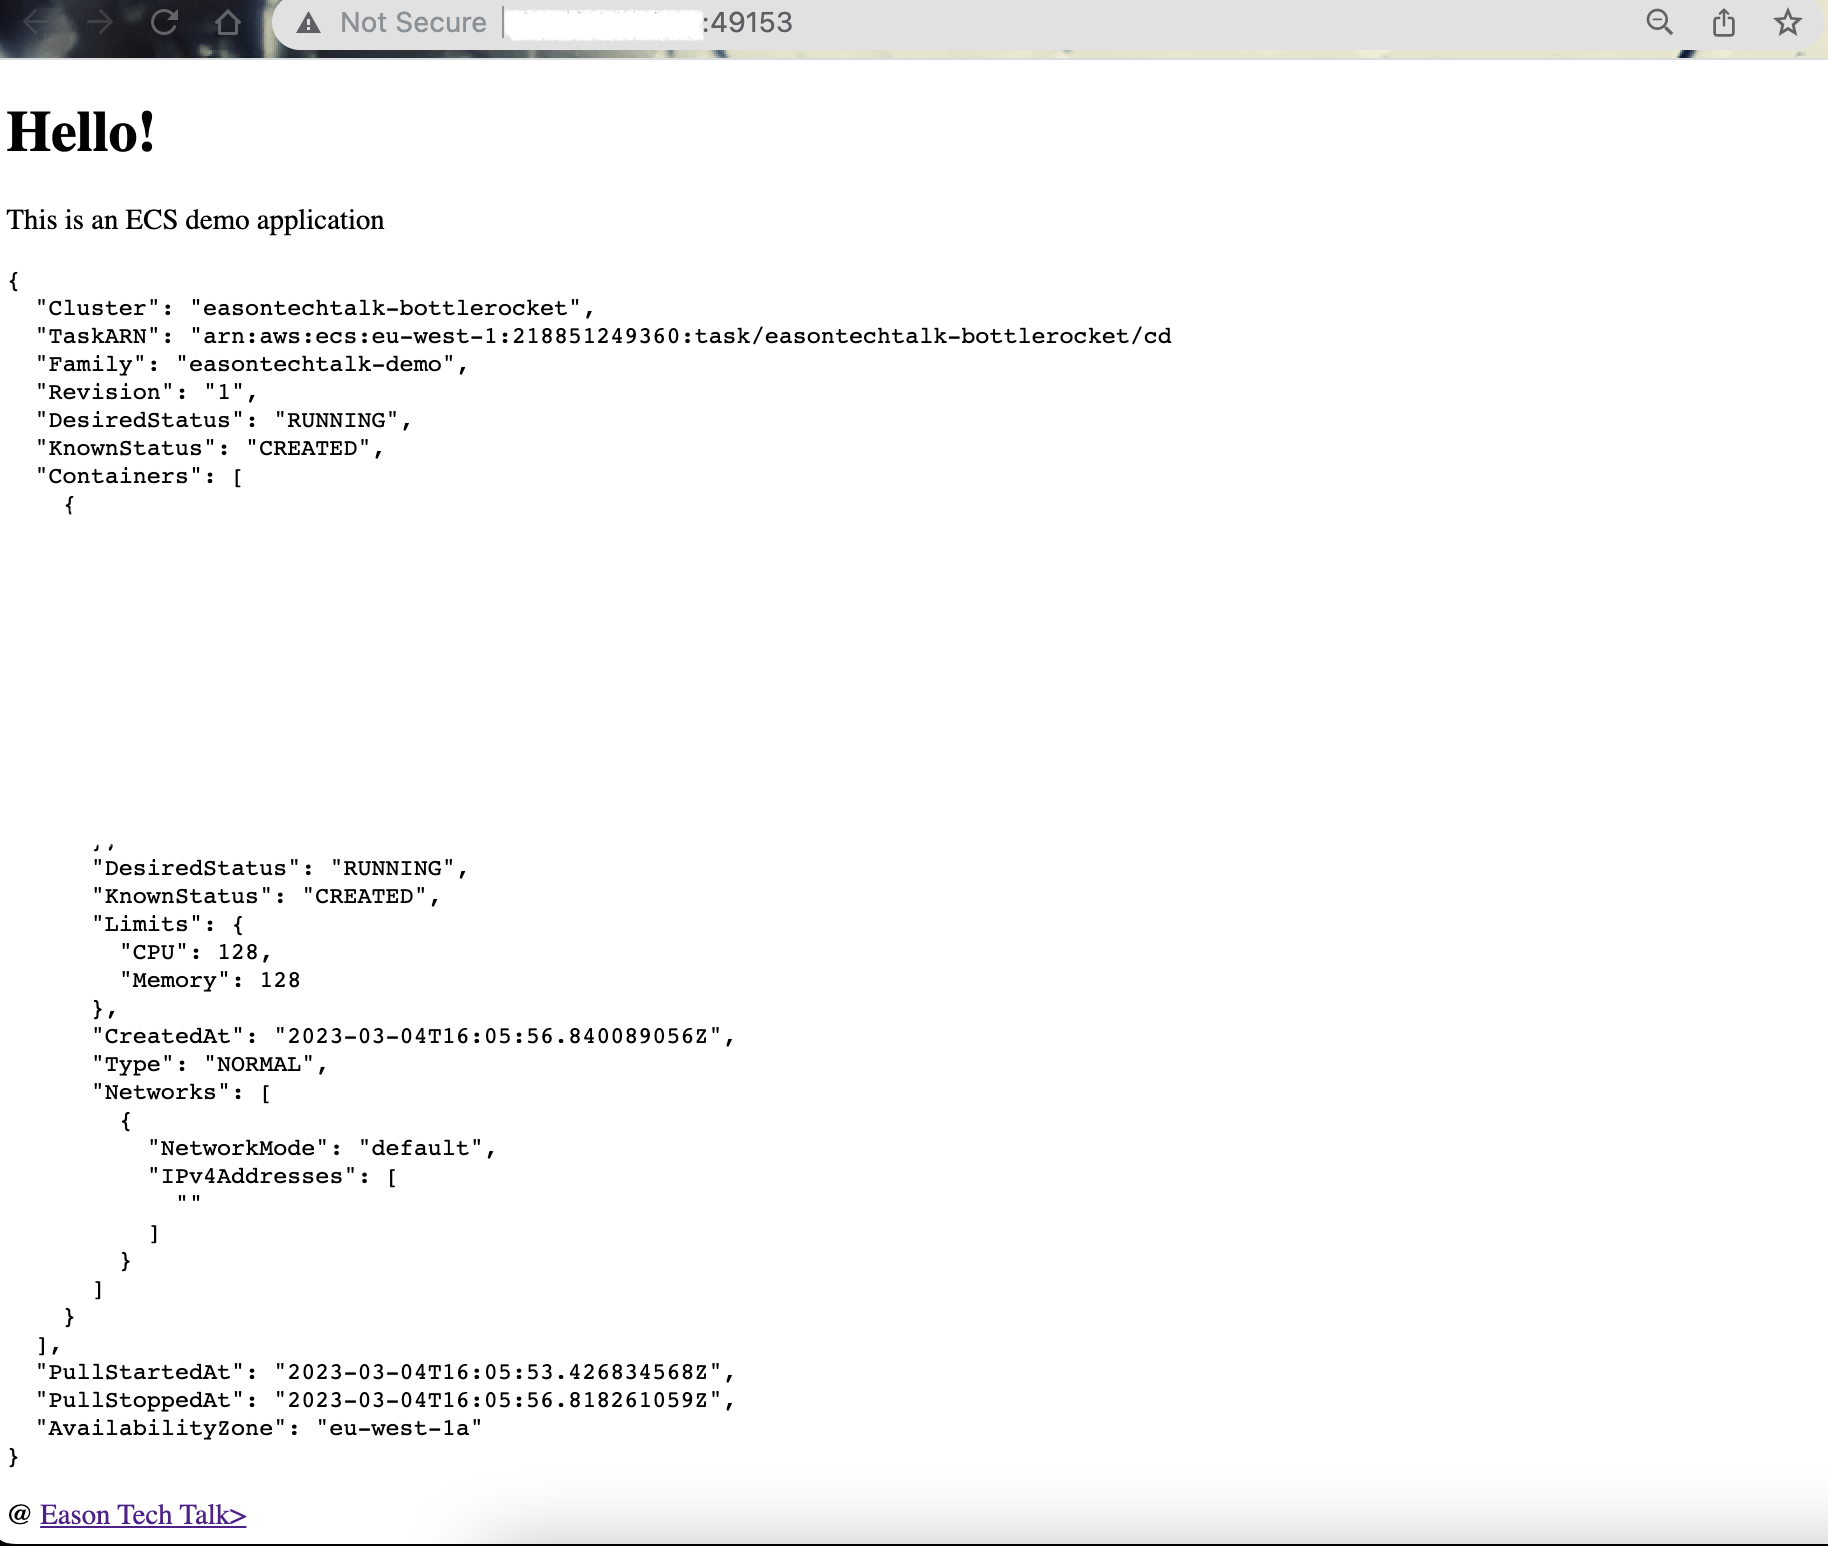 Not Secure :49153
Hello!
This is an ECS demo application
{
  "Cluster": "easontechtalk-bottlerocket",
  "TaskARN": "arn:aws:ecs:eu-west-1:218851249360:task/easontechtalk-bottlerocket/cd
  "Family": "easontechtalk-demo",
  "Revision": "1",
  "DesiredStatus": "RUNNING",
  "KnownStatus": "CREATED",
  "Containers": [
    {
      "DesiredStatus": "RUNNING",
      "KnownStatus": "CREATED",
      "Limits": {
        "CPU": 128,
        "Memory": 128
      },
      "CreatedAt": "2023-03-04T16:05:56.840089056Z",
      "Type": "NORMAL",
      "Networks": [
        {
          "NetworkMode": "default",
          "IPv4Addresses": [
            ""
          ]
        }
      ]
    }
  ],
  "PullStartedAt": "2023-03-04T16:05:53.426834568Z",
  "PullStoppedAt": "2023-03-04T16:05:56.818261059Z",
  "AvailabilityZone": "eu-west-1a"
}
@ Eason Tech Talk>